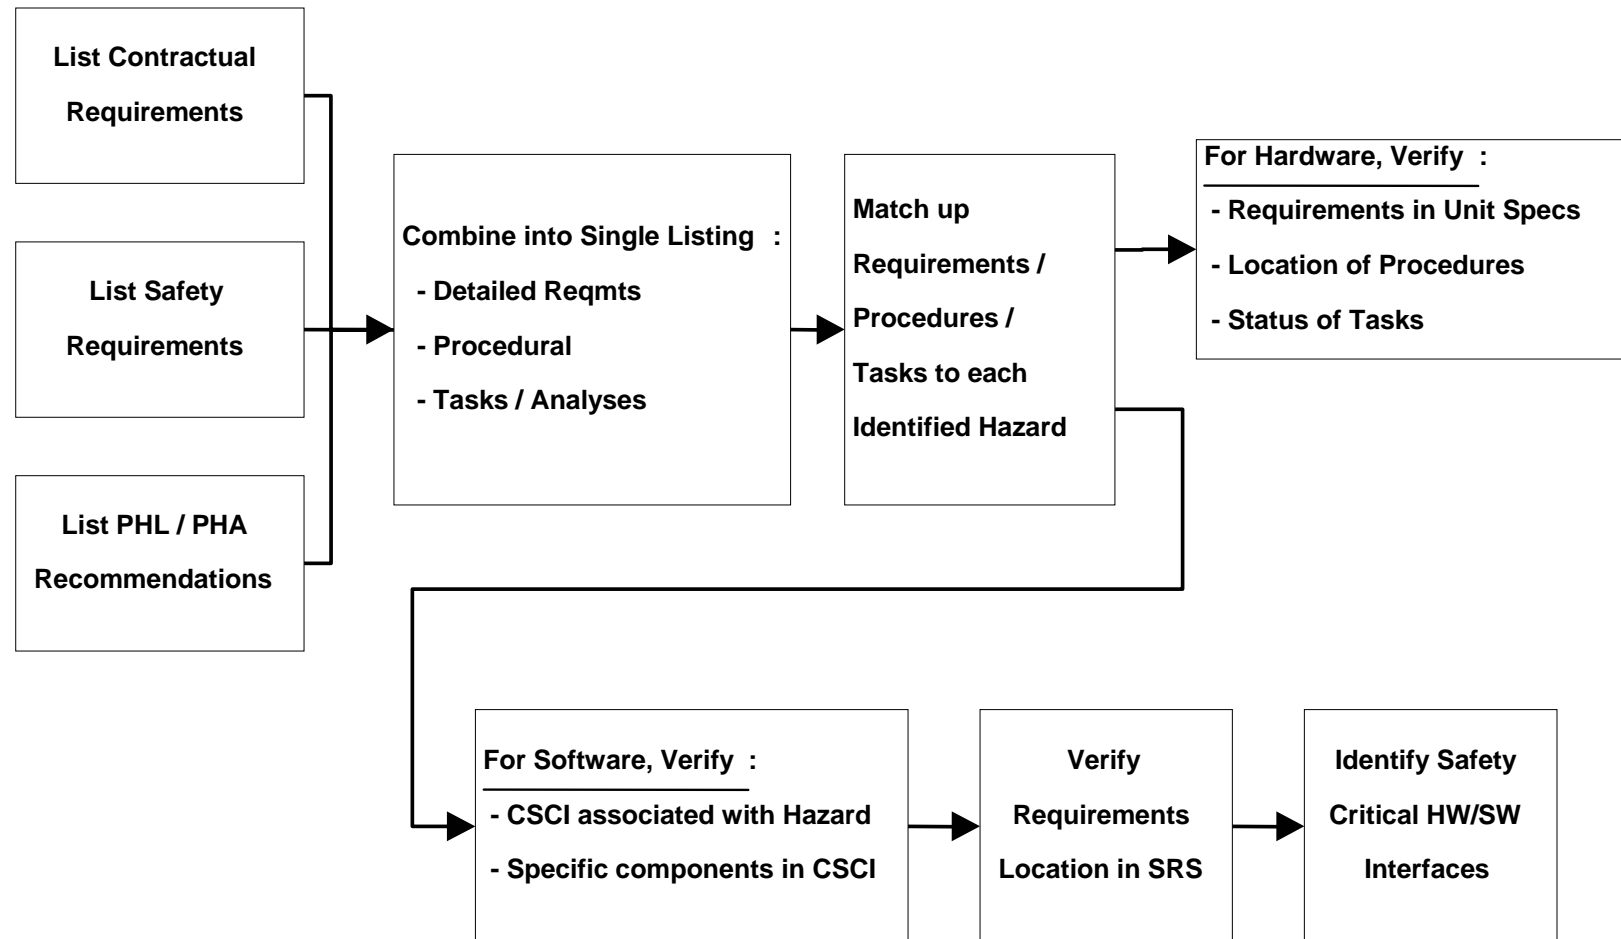 List Contractual
Requirements
List Safety
Requirements
List PHL / PHA
Recommendations
Combine into Single Listing :
- Detailed Reqmts
- Procedural
- Tasks / Analyses
Match up
Requirements /
Procedures /
Tasks to each
Identified Hazard
For Hardware, Verify :
- Requirements in Unit Specs
- Location of Procedures
- Status of Tasks
For Software, Verify :
- CSCI associated with Hazard
- Specific components in CSCI
Verify
Requirements
Location in SRS
Identify Safety
Critical HW/SW
Interfaces